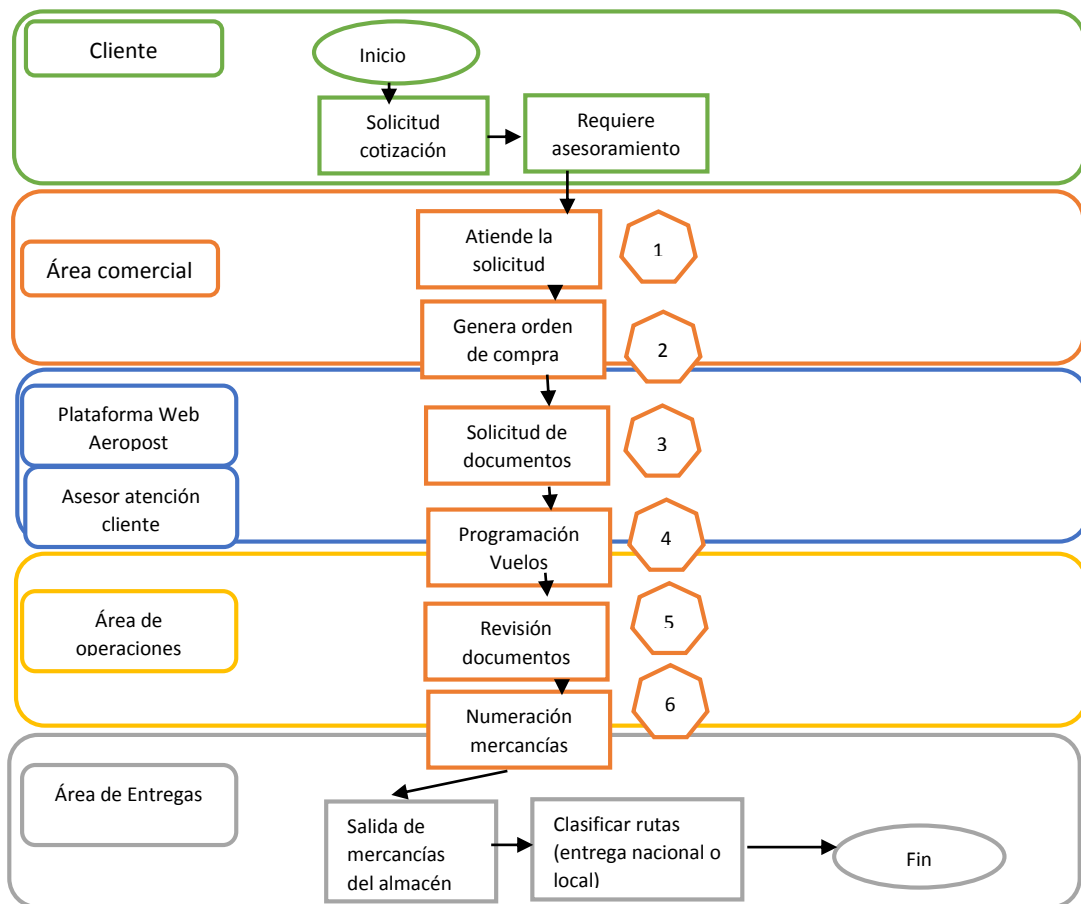 Cliente
Inicio
Solicitud
cotización
Requiere
asesoramiento
Área comercial
Atiende la
solicitud
1
Genera orden
de compra
2
Plataforma Web
Aeropost
Solicitud de
documentos
3
Asesor atención
cliente
Programación
Vuelos
4
Área de
operaciones
Revisión
documentos
5
Numeración
mercancías
6
Área de Entregas
Salida de
mercancías
del almacén
Clasificar rutas
(entrega nacional o
local)
Fin